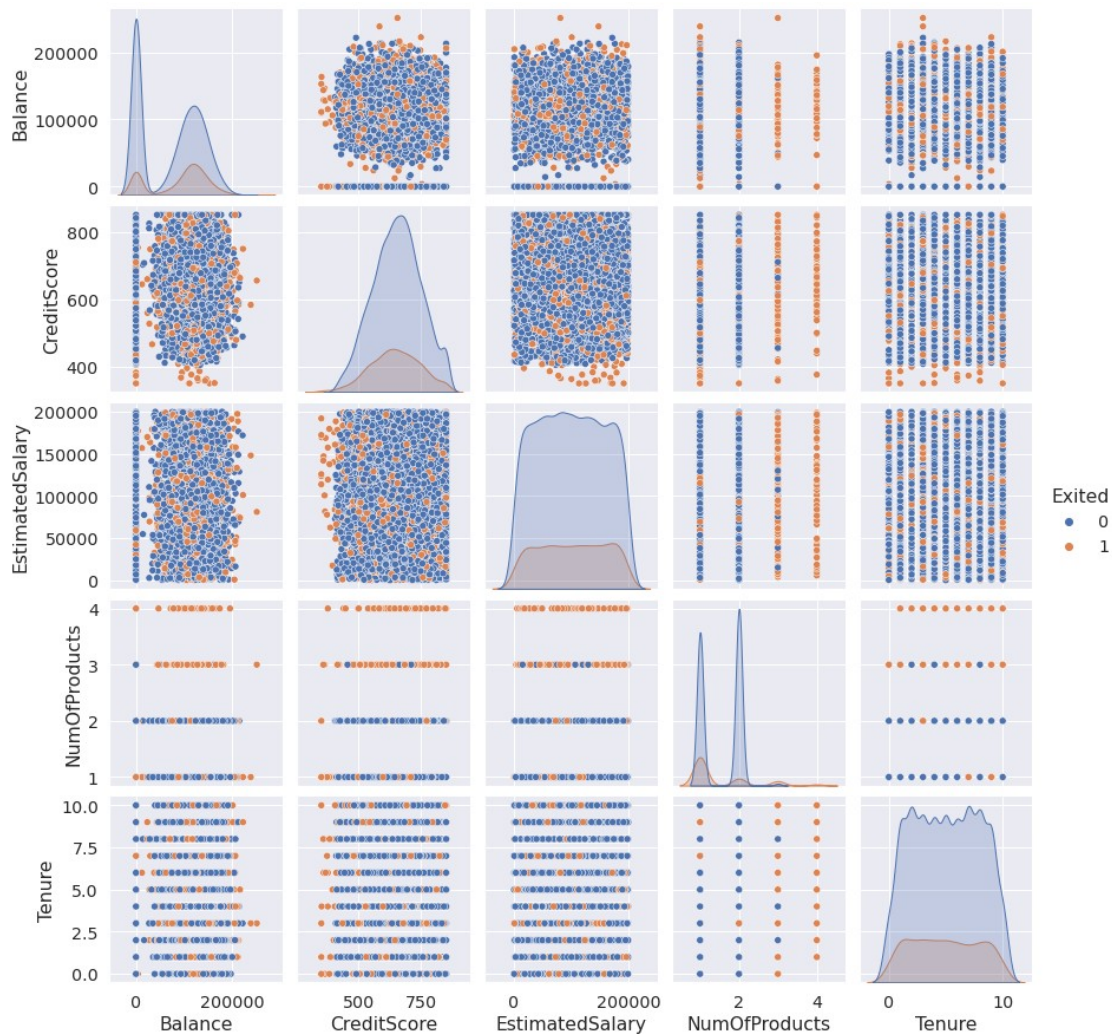 200000
100000
0
Balance
800
600
400
CreditScore
200000
150000
100000
50000
0
EstimatedSalary
Exited
0
1
4
3
2
1
NumOfProducts
10.0
7.5
5.0
2.5
0.0
Tenure
0 200000 500 750 0 200000 2 4 0 10
Balance CreditScore EstimatedSalary NumOfProducts Tenure